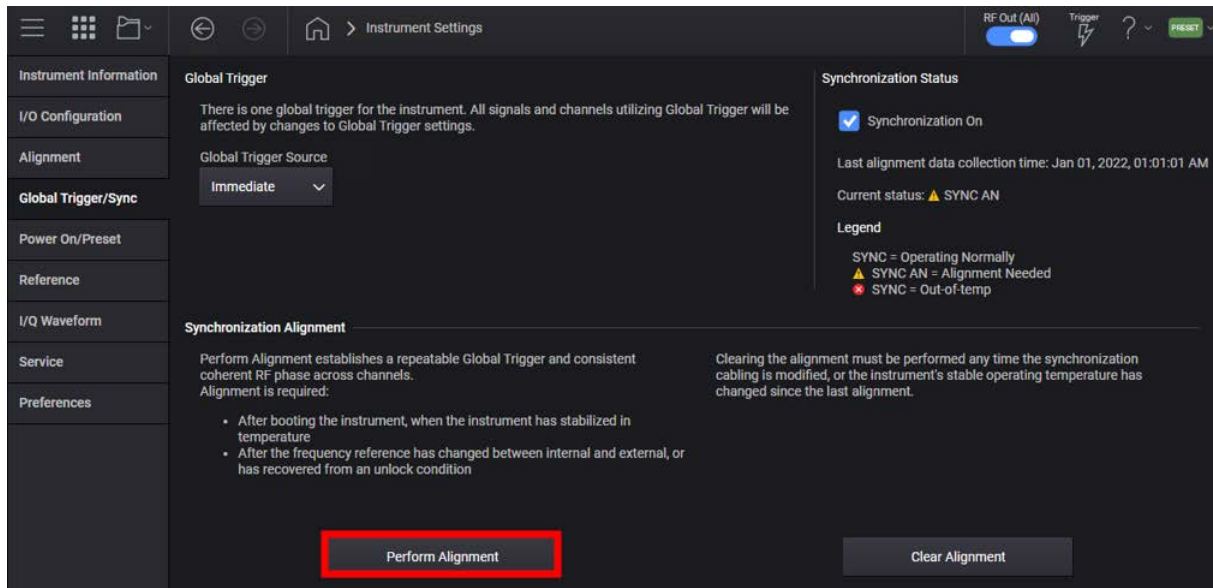 > Instrument Settings
RF Out (All)
Trigger
?
PRESET
Instrument Information
I/O Configuration
Alignment
Global Trigger/Sync
Power On/Preset
Reference
I/Q Waveform
Service
Preferences
Global Trigger
There is one global trigger for the instrument. All signals and channels utilizing Global Trigger will be
affected by changes to Global Trigger settings.
Global Trigger Source
Immediate
Synchronization Status
Synchronization On
Last alignment data collection time: Jan 01, 2022, 01:01:01 AM
Current status: SYNC AN
Legend
SYNC = Operating Normally
SYNC AN = Alignment Needed
SYNC = Out-of-temp
Synchronization Alignment
Perform Alignment establishes a repeatable Global Trigger and consistent
coherent RF phase across channels.
Alignment is required:
• After booting the instrument, when the instrument has stabilized in
temperature
• After the frequency reference has changed between internal and external, or
has recovered from an unlock condition
Clearing the alignment must be performed any time the synchronization
cabling is modified, or the instrument's stable operating temperature has
changed since the last alignment.
Perform Alignment
Clear Alignment